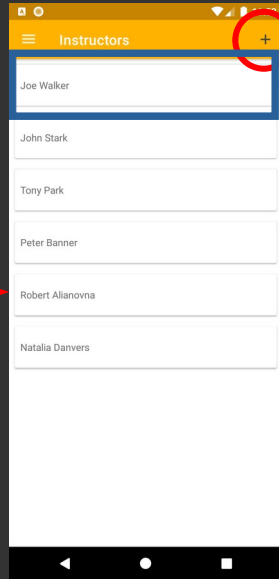 Instructors +
Joe Walker
John Stark
Tony Park
Peter Banner
Robert Alianovna
Natalia Danvers